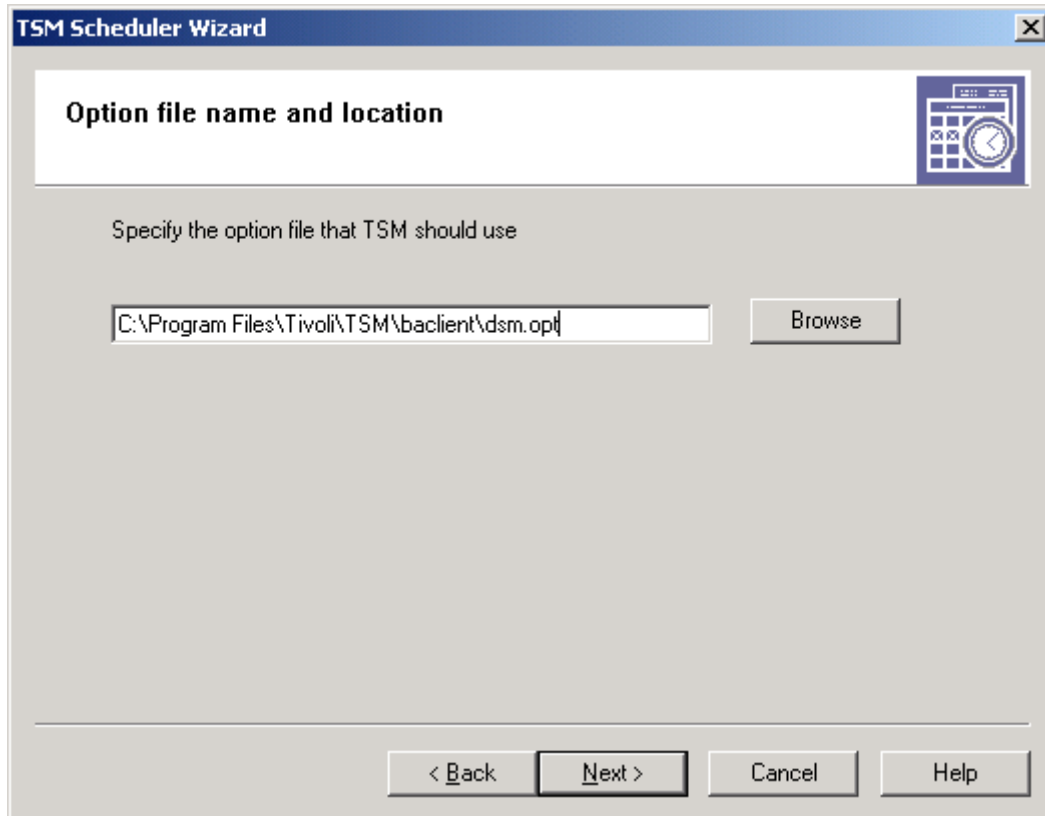 TSM Scheduler Wizard
Option file name and location
Specify the option file that TSM should use
C:\Program Files\Tivoli\TSM\baclient\dsm.opt
Browse
< Back
Next >
Cancel
Help